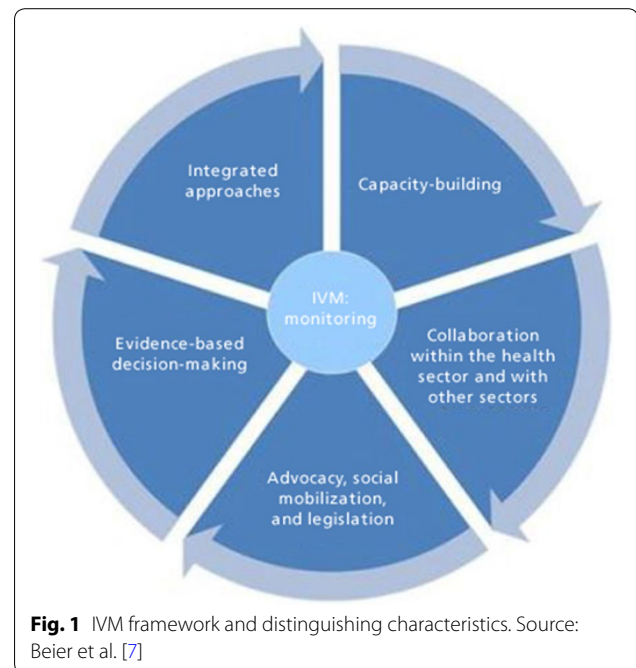 Integrated
approaches
Capacity-building
IVM:
monitoring
Evidence-based
decision-making
Collaboration
within the health
sector and with
other sectors
Advocacy, social
mobilization,
and legislation
Fig. 1 IVM framework and distinguishing characteristics. Source:
Beier et al. [7]